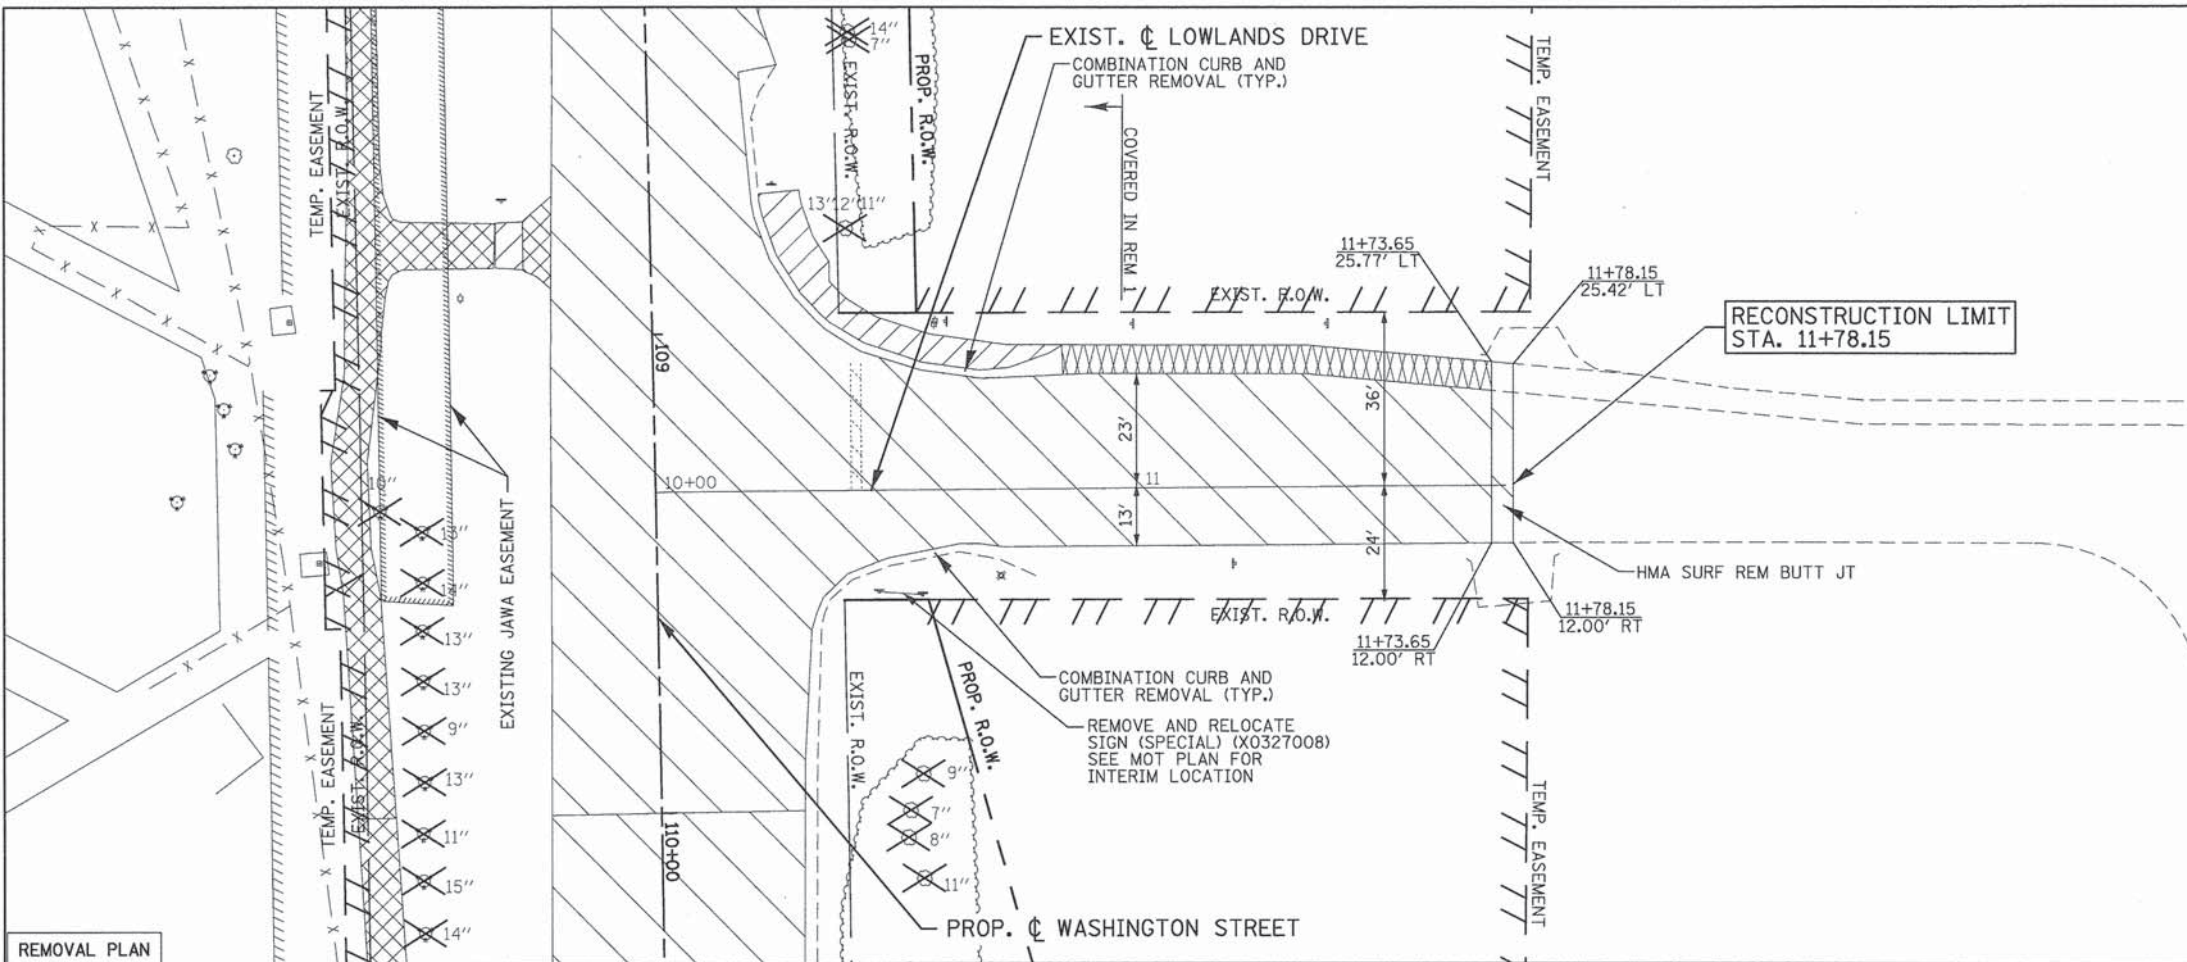 14''
7''
EXIST. R.O.W.
PROP. R.O.W.
EXIST. ℄ LOWLANDS DRIVE
COMBINATION CURB AND
GUTTER REMOVAL (TYP.)
COVERED IN REM 1
TEMP. EASEMENT
TEMP. EASEMENT
EXIST. R.O.W.
13''12''11''
11+73.65
25.77' LT
11+78.15
25.42' LT
EXIST. R.O.W.
RECONSTRUCTION LIMIT
STA. 11+78.15
109
36'
23'
10+00
11
13'
24'
10''
13''
EXISTING JAWA EASEMENT
HMA SURF REM BUTT JT
11+78.15
12.00' RT
11+73.65
12.00' RT
EXIST. R.O.W.
13''
13''
9''
13''
11''
15''
14''
TEMP. EASEMENT
EXIST. R.O.W.
COMBINATION CURB AND
GUTTER REMOVAL (TYP.)
REMOVE AND RELOCATE
SIGN (SPECIAL) (X0327008)
SEE MOT PLAN FOR
INTERIM LOCATION
EXIST. R.O.W.
PROP. R.O.W.
9''
7''
8''
11''
110+00
TEMP. EASEMENT
PROP. ℄ WASHINGTON STREET
REMOVAL PLAN